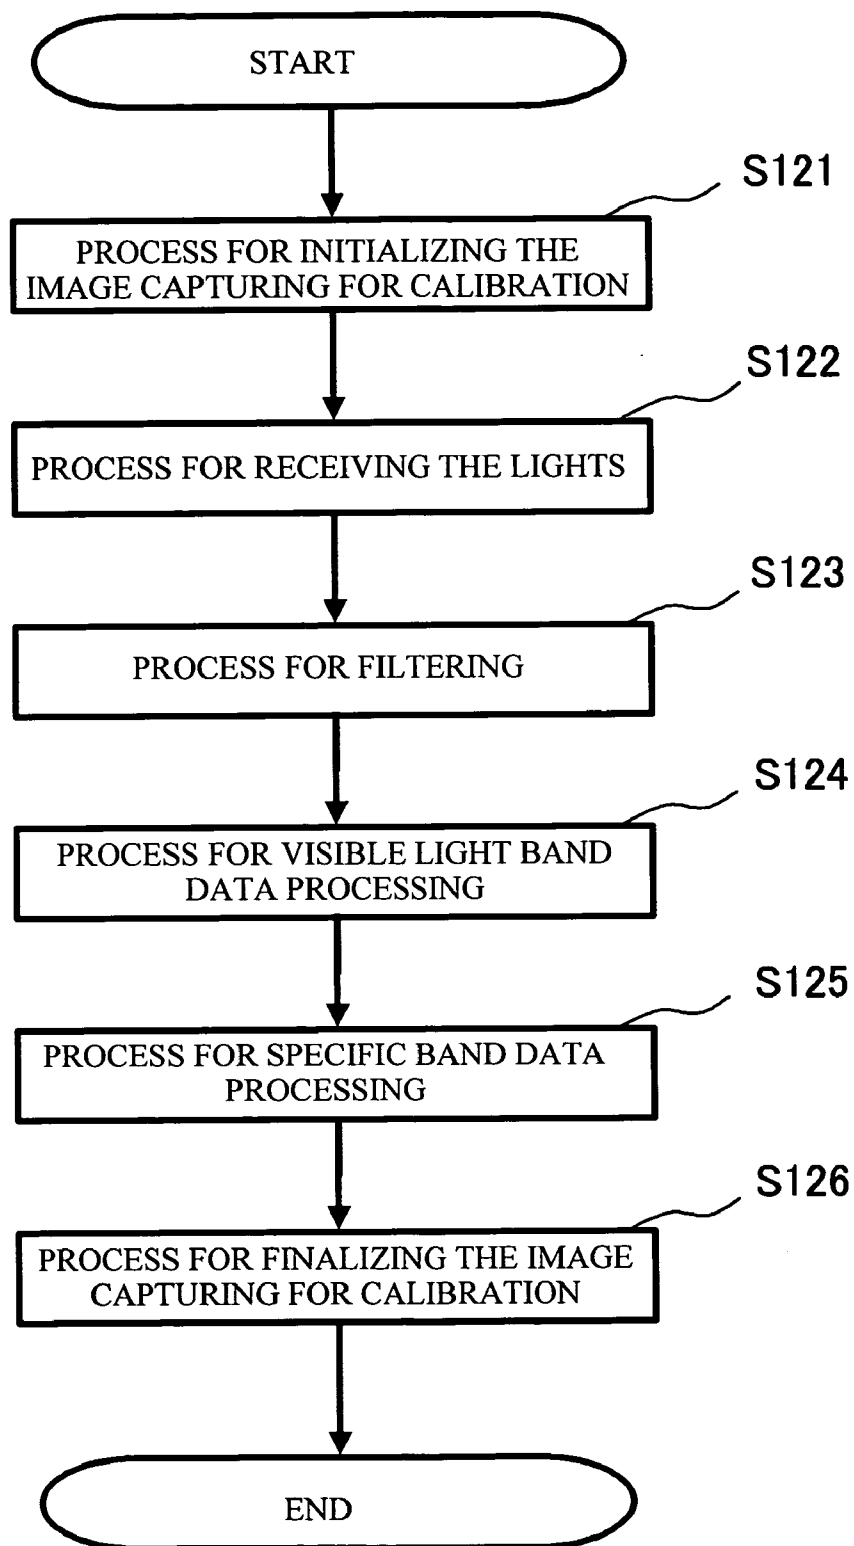 START
S121
PROCESS FOR INITIALIZING THE
IMAGE CAPTURING FOR CALIBRATION
S122
PROCESS FOR RECEIVING THE LIGHTS
S123
PROCESS FOR FILTERING
S124
PROCESS FOR VISIBLE LIGHT BAND
DATA PROCESSING
S125
PROCESS FOR SPECIFIC BAND DATA
PROCESSING
S126
PROCESS FOR FINALIZING THE IMAGE
CAPTURING FOR CALIBRATION
END